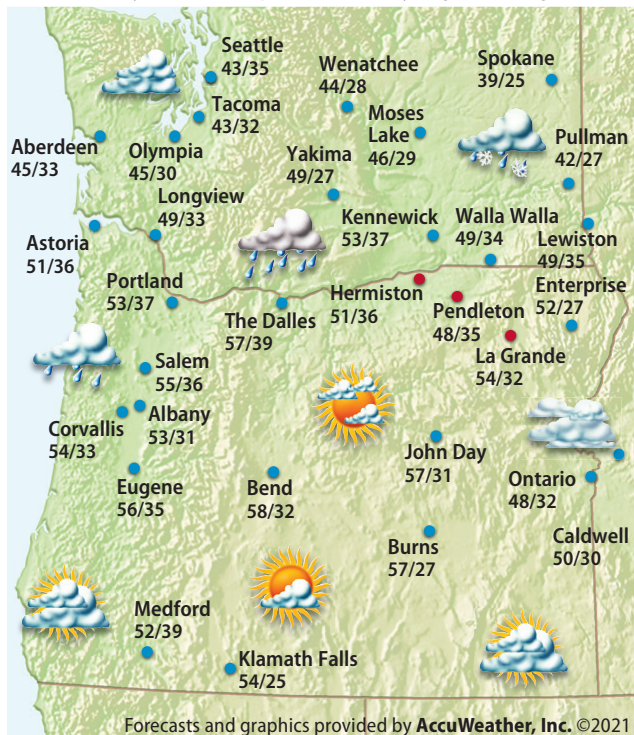 Seattle
43/35
Wenatchee
44/28
Spokane
39/25
Tacoma
43/32
Moses
Lake
46/29
Aberdeen
45/33
Olympia
45/30
Yakima
49/27
Pullman
42/27
Longview
49/33
Kennewick
53/37
Walla Walla
49/34
Lewiston
49/35
Astoria
51/36
Portland
53/37
The Dalles
57/39
Hermiston
51/36
Pendleton
48/35
Enterprise
52/27
La Grande
54/32
Salem
55/36
Albany
53/31
Corvallis
54/33
John Day
57/31
Eugene
56/35
Bend
58/32
Ontario
48/32
Burns
57/27
Caldwell
50/30
Medford
52/39
Klamath Falls
54/25
Forecasts and graphics provided by AccuWeather, Inc. ©2021